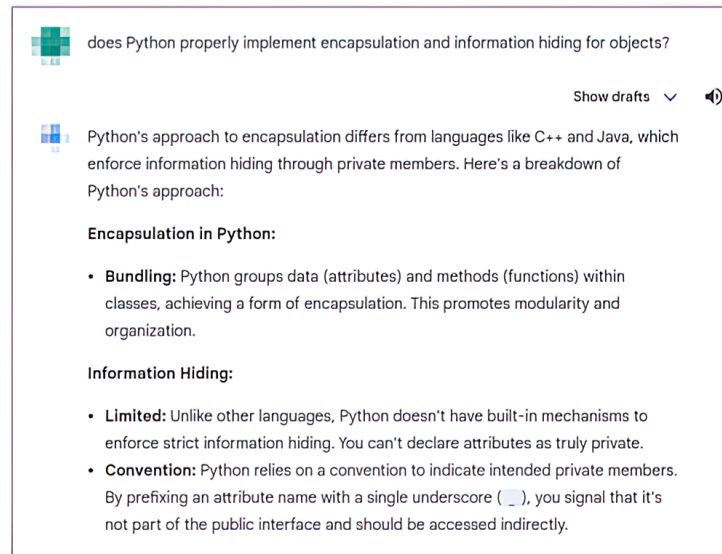 does Python properly implement encapsulation and information hiding for objects?
Show drafts
Python's approach to encapsulation differs from languages like C++ and Java, which
enforce information hiding through private members. Here's a breakdown of
Python's approach:
Encapsulation in Python:
• Bundling: Python groups data (attributes) and methods (functions) within
classes, achieving a form of encapsulation. This promotes modularity and
organization.
Information Hiding:
• Limited: Unlike other languages, Python doesn't have built-in mechanisms to
enforce strict information hiding. You can't declare attributes as truly private.
• Convention: Python relies on a convention to indicate intended private members.
By prefixing an attribute name with a single underscore ( _ ), you signal that it's
not part of the public interface and should be accessed indirectly.